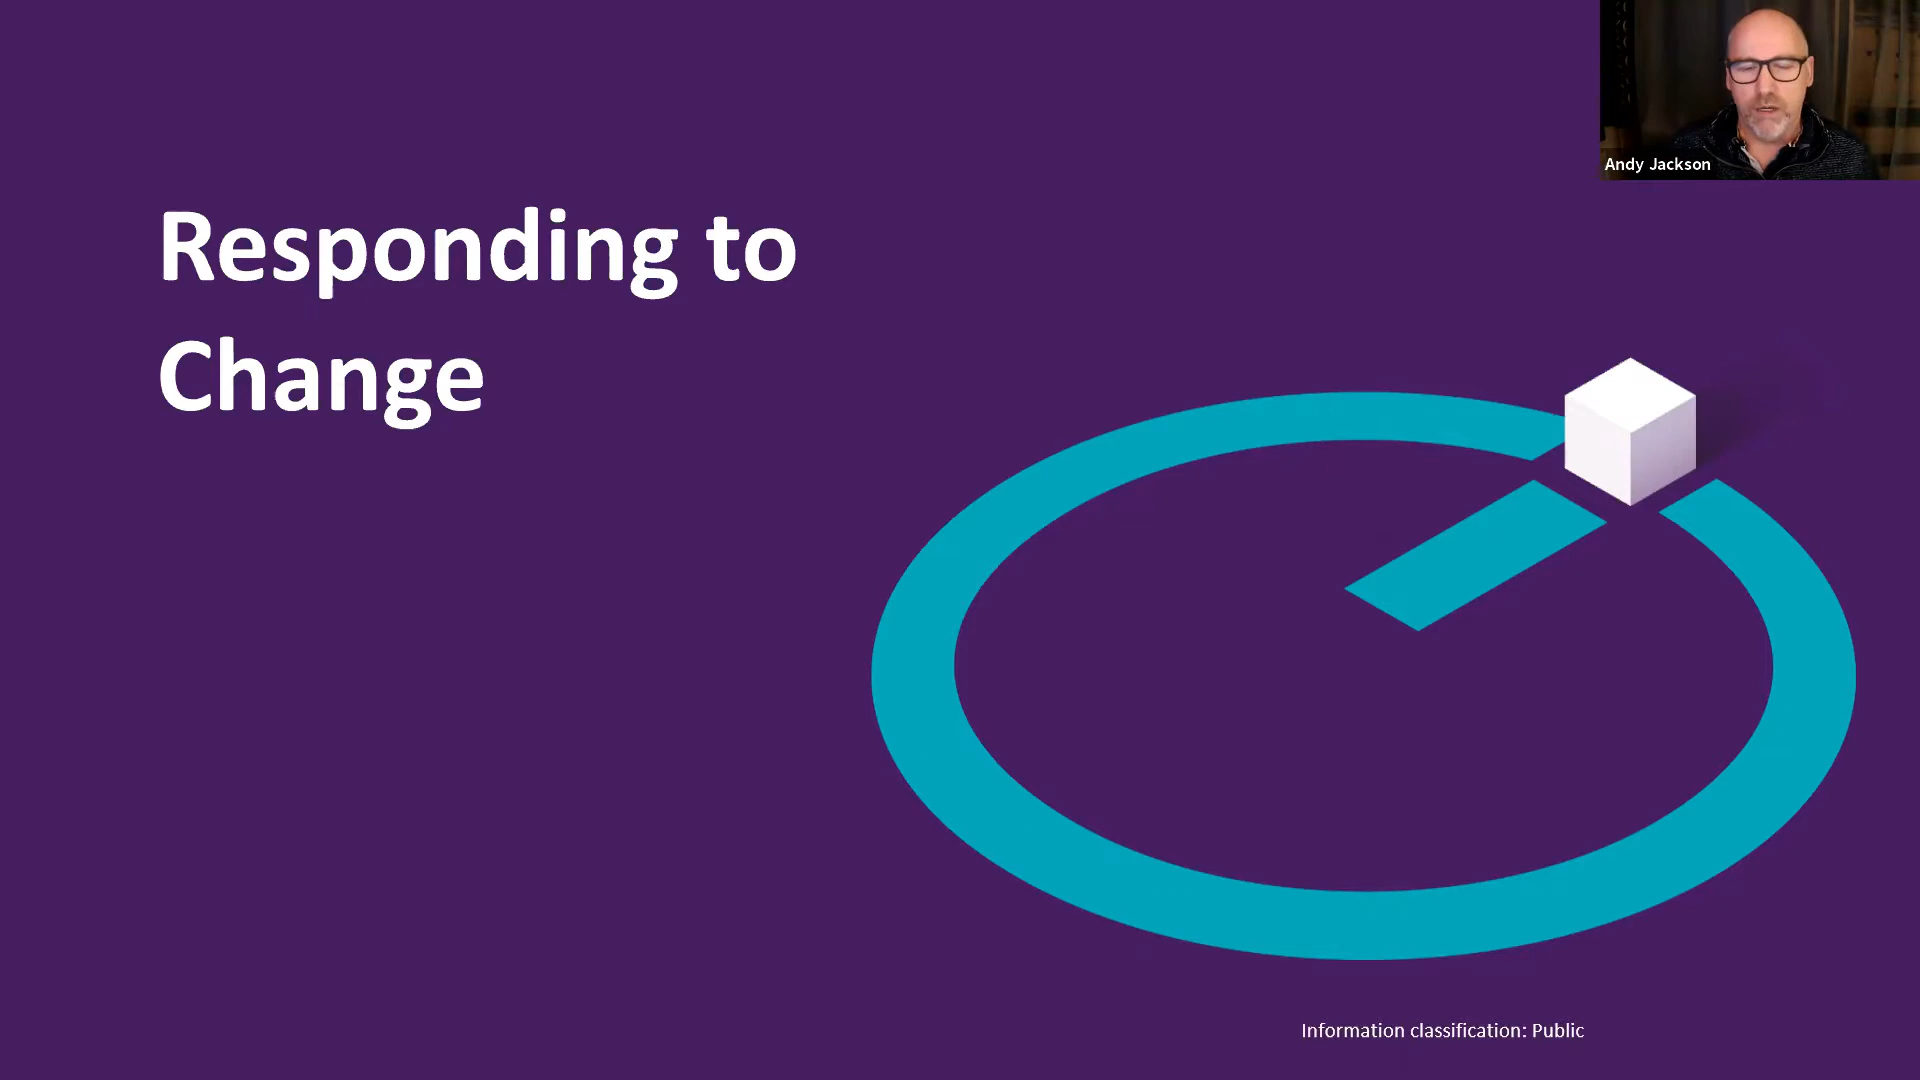 Andy Jackson
Responding to
Change
Information classification: Public